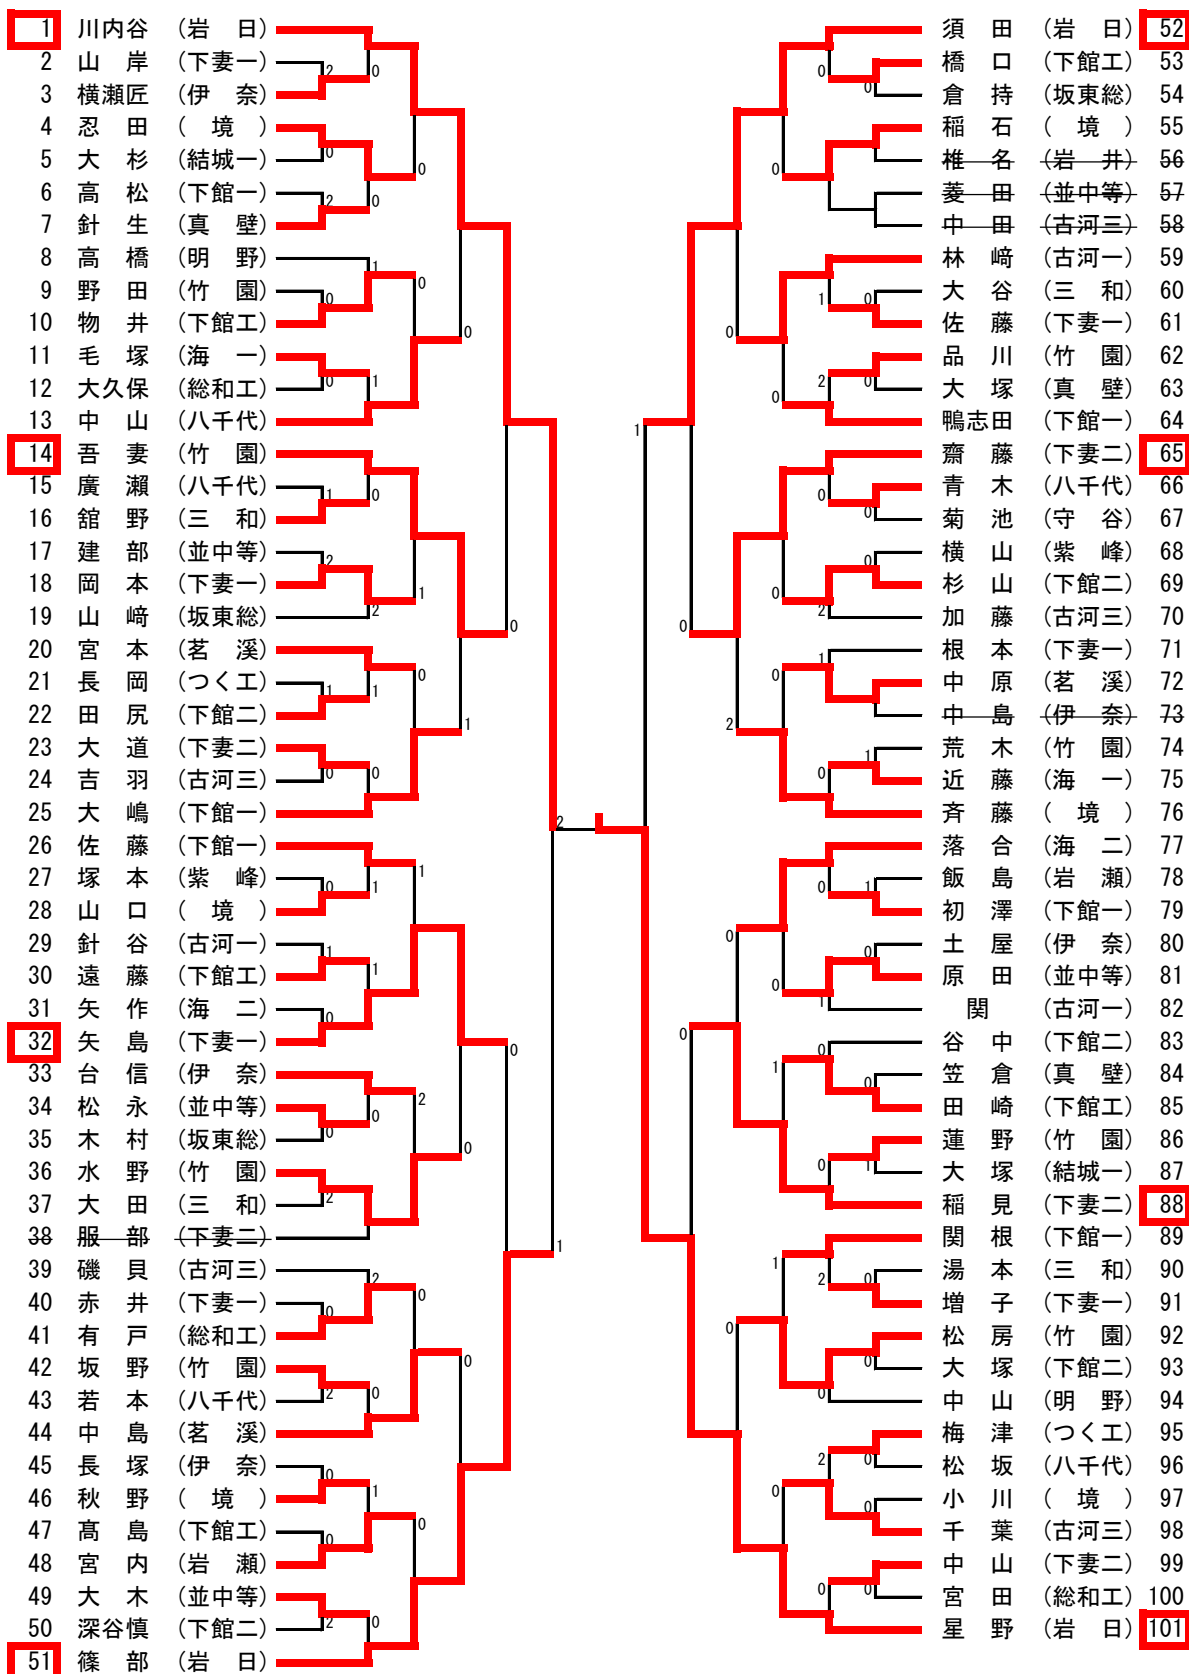 1 川内谷 (岩 日)
2 山 岸 (下妻一)
3 横瀬匠 (伊 奈)
4 忍 田 ( 境 )
5 大 杉 (結城一)
6 高 松 (下館一)
7 針 生 (真 壁)
8 高 橋 (明 野)
9 野 田 (竹 園)
10 物 井 (下館工)
11 毛 塚 (海 一)
12 大久保 (総和工)
13 中 山 (八千代)
14 吾 妻 (竹 園)
15 廣 瀬 (八千代)
16 舘 野 (三 和)
17 建 部 (並中等)
18 岡 本 (下妻一)
19 山 﨑 (坂東総)
20 宮 本 (茗 溪)
21 長 岡 (つく工)
22 田 尻 (下館二)
23 大 道 (下妻二)
24 吉 羽 (古河三)
25 大 嶋 (下館一)
26 佐 藤 (下館一)
27 塚 本 (紫 峰)
28 山 口 ( 境 )
29 針 谷 (古河一)
30 遠 藤 (下館工)
31 矢 作 (海 二)
32 矢 島 (下妻一)
33 台 信 (伊 奈)
34 松 永 (並中等)
35 木 村 (坂東総)
36 水 野 (竹 園)
37 大 田 (三 和)
38 服 部 (下妻二)
39 磯 貝 (古河三)
40 赤 井 (下妻一)
41 有 戸 (総和工)
42 坂 野 (竹 園)
43 若 本 (八千代)
44 中 島 (茗 溪)
45 長 塚 (伊 奈)
46 秋 野 ( 境 )
47 髙 島 (下館工)
48 宮 内 (岩 瀬)
49 大 木 (並中等)
50 深谷慎 (下館二)
51 篠 部 (岩 日)
須 田 (岩 日) 52
橋 口 (下館工) 53
倉 持 (坂東総) 54
稲 石 ( 境 ) 55
椎 名 (岩 井) 56
菱 田 (並中等) 57
中 田 (古河三) 58
林 﨑 (古河一) 59
大 谷 (三 和) 60
佐 藤 (下妻一) 61
品 川 (竹 園) 62
大 塚 (真 壁) 63
鴨志田 (下館一) 64
齋 藤 (下妻二) 65
青 木 (八千代) 66
菊 池 (守 谷) 67
横 山 (紫 峰) 68
杉 山 (下館二) 69
加 藤 (古河三) 70
根 本 (下妻一) 71
中 原 (茗 溪) 72
中 島 (伊 奈) 73
荒 木 (竹 園) 74
近 藤 (海 一) 75
斉 藤 ( 境 ) 76
落 合 (海 二) 77
飯 島 (岩 瀬) 78
初 澤 (下館一) 79
土 屋 (伊 奈) 80
原 田 (並中等) 81
関 (古河一) 82
谷 中 (下館二) 83
笠 倉 (真 壁) 84
田 崎 (下館工) 85
蓮 野 (竹 園) 86
大 塚 (結城一) 87
稲 見 (下妻二) 88
関 根 (下館一) 89
湯 本 (三 和) 90
増 子 (下妻一) 91
松 房 (竹 園) 92
大 塚 (下館二) 93
中 山 (明 野) 94
梅 津 (つく工) 95
松 坂 (八千代) 96
小 川 ( 境 ) 97
千 葉 (古河三) 98
中 山 (下妻二) 99
宮 田 (総和工) 100
星 野 (岩 日) 101